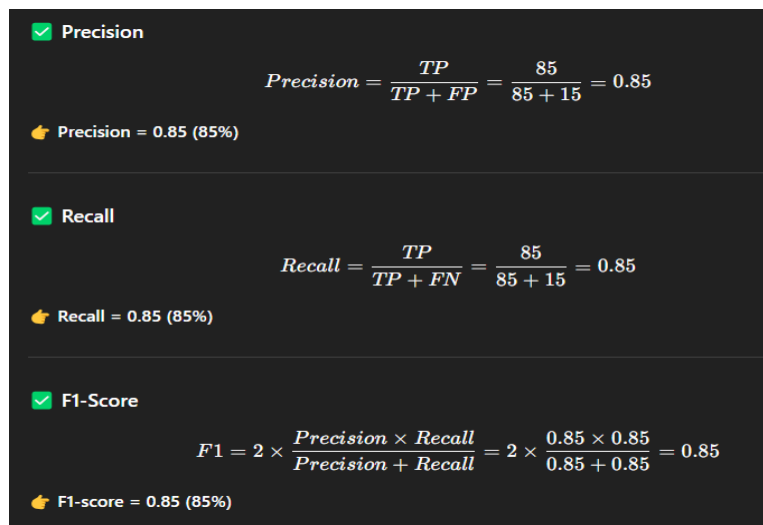 ✅ Precision
Precision = TP / (TP + FP) = 85 / (85 + 15) = 0.85
👉 Precision = 0.85 (85%)
✅ Recall
Recall = TP / (TP + FN) = 85 / (85 + 15) = 0.85
👉 Recall = 0.85 (85%)
✅ F1-Score
F1 = 2 × (Precision × Recall) / (Precision + Recall) = 2 × (0.85 × 0.85) / (0.85 + 0.85) = 0.85
👉 F1-score = 0.85 (85%)